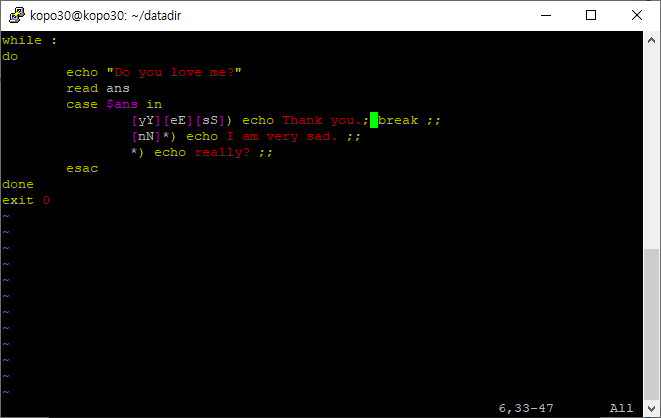 kopo30@kopo30: ~/datadir
while :
do
        echo "Do you love me?"
        read ans
        case $ans in
                [yY][eE][sS]) echo Thank you.; break ;;
                [nN]*) echo I am very sad. ;;
                *) echo really? ;;
        esac
done
exit 0
~
~
~
~
~
~
~
~
~
~
~
~
6,33-47 All